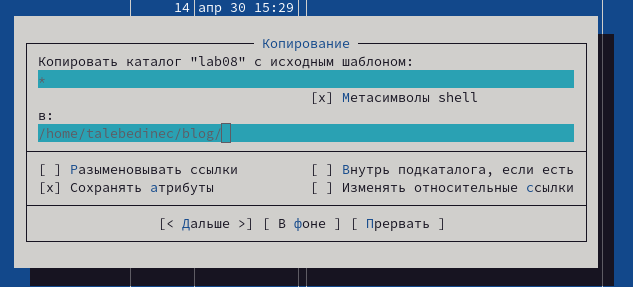 14 апр 30 15:29
Копирование
Копировать каталог "lab08" с исходным шаблоном:
*
[x] Метасимволы shell
в:
/home/talebedinec/blog/
[ ] Разыменовывать ссылки [ ] Внутрь подкаталога, если есть
[x] Сохранять атрибуты [ ] Изменять относительные ссылки
[< Дальше >] [ В фоне ] [ Прервать ]